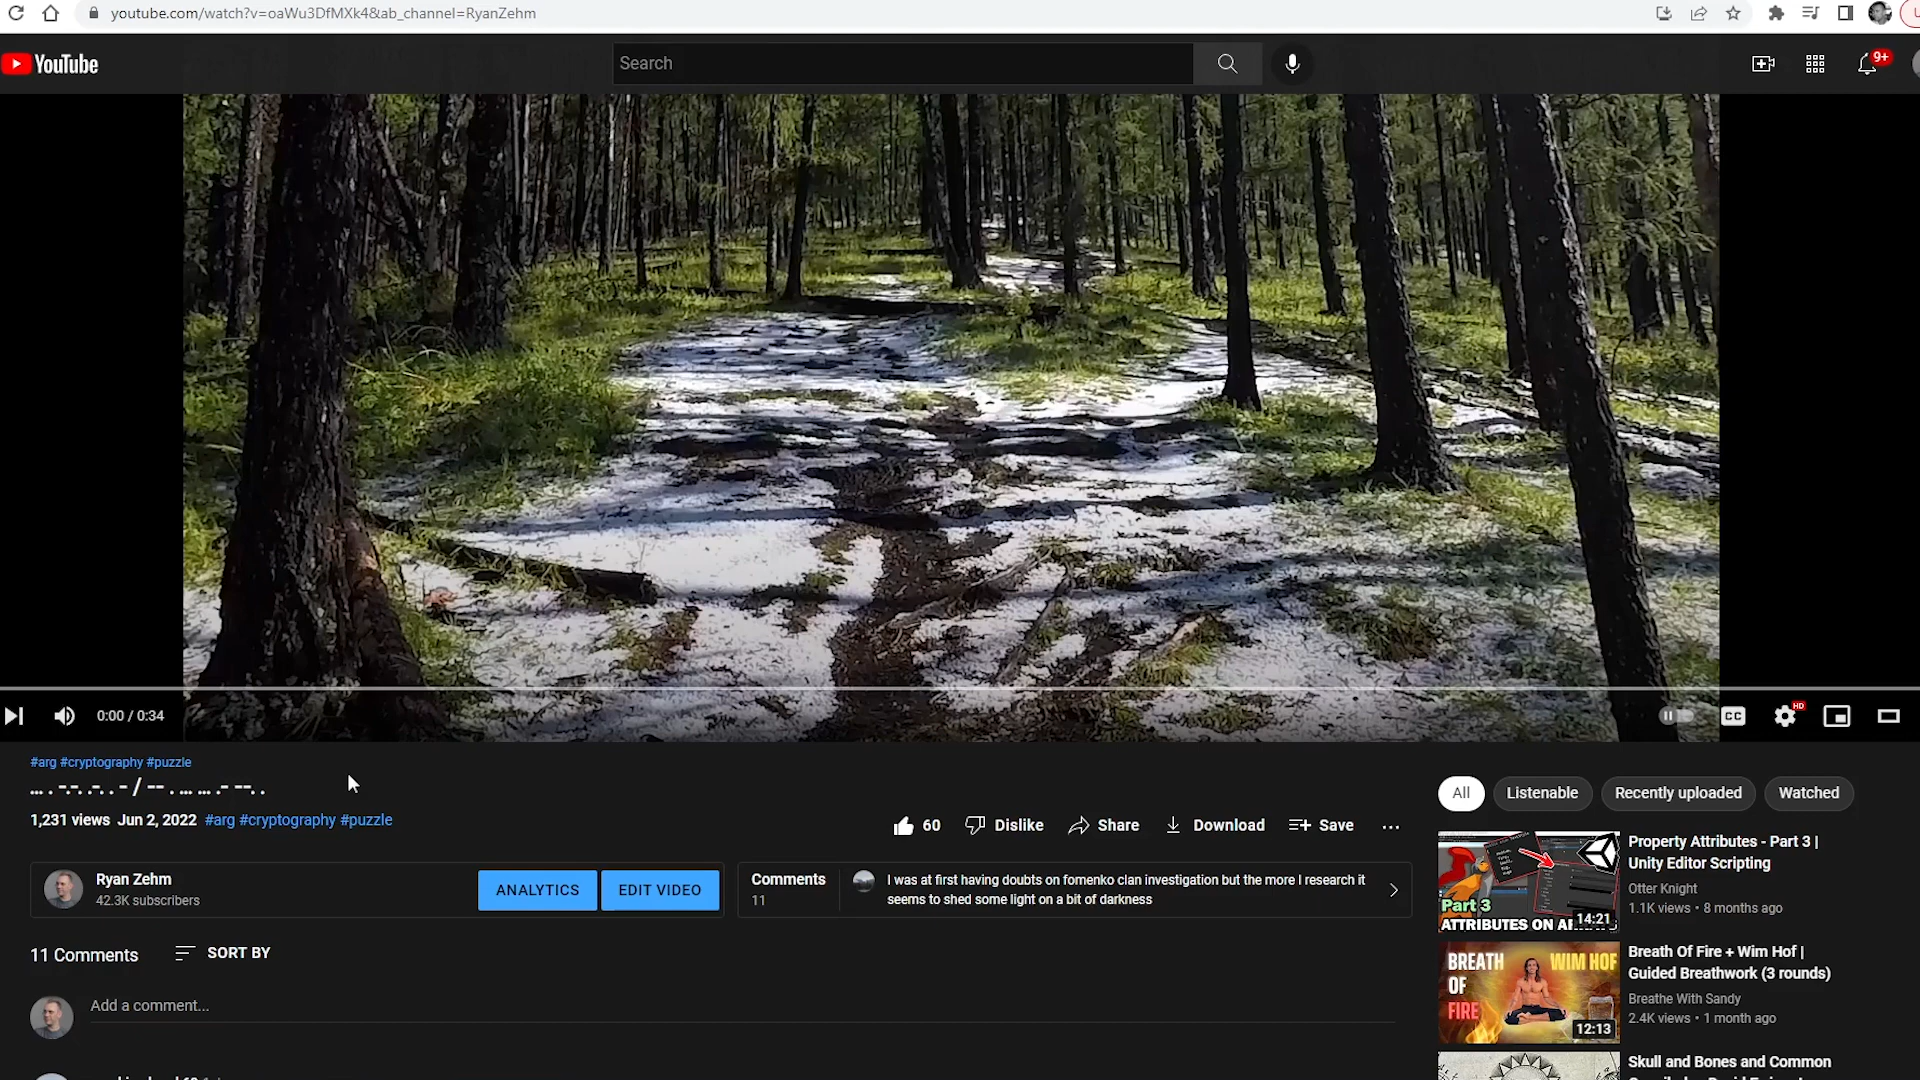 youtube.com/watch?v=oaWu3DfMXk4&ab_channel=RyanZehm
YouTube
Search
9+
0:00 / 0:34
CC
HD
#arg #cryptography #puzzle
... . -.-. .-. . - / -- . ... ... .- --. .
1,231 views Jun 2, 2022 #arg #cryptography #puzzle
60
Dislike
Share
Download
Save
Ryan Zehm
42.3K subscribers
ANALYTICS
EDIT VIDEO
Comments
11
I was at first having doubts on fomenko clan investigation but the more I research it
seems to shed some light on a bit of darkness
11 Comments
SORT BY
Add a comment...
All
Listenable
Recently uploaded
Watched
Part 3
ATTRIBUTES ON
14:21
Property Attributes - Part 3 |
Unity Editor Scripting
Otter Knight
1.1K views • 8 months ago
BREATH
OF
FIRE
WIM HOF
12:13
Breath Of Fire + Wim Hof |
Guided Breathwork (3 rounds)
Breathe With Sandy
2.4K views • 1 month ago
Skull and Bones and Common